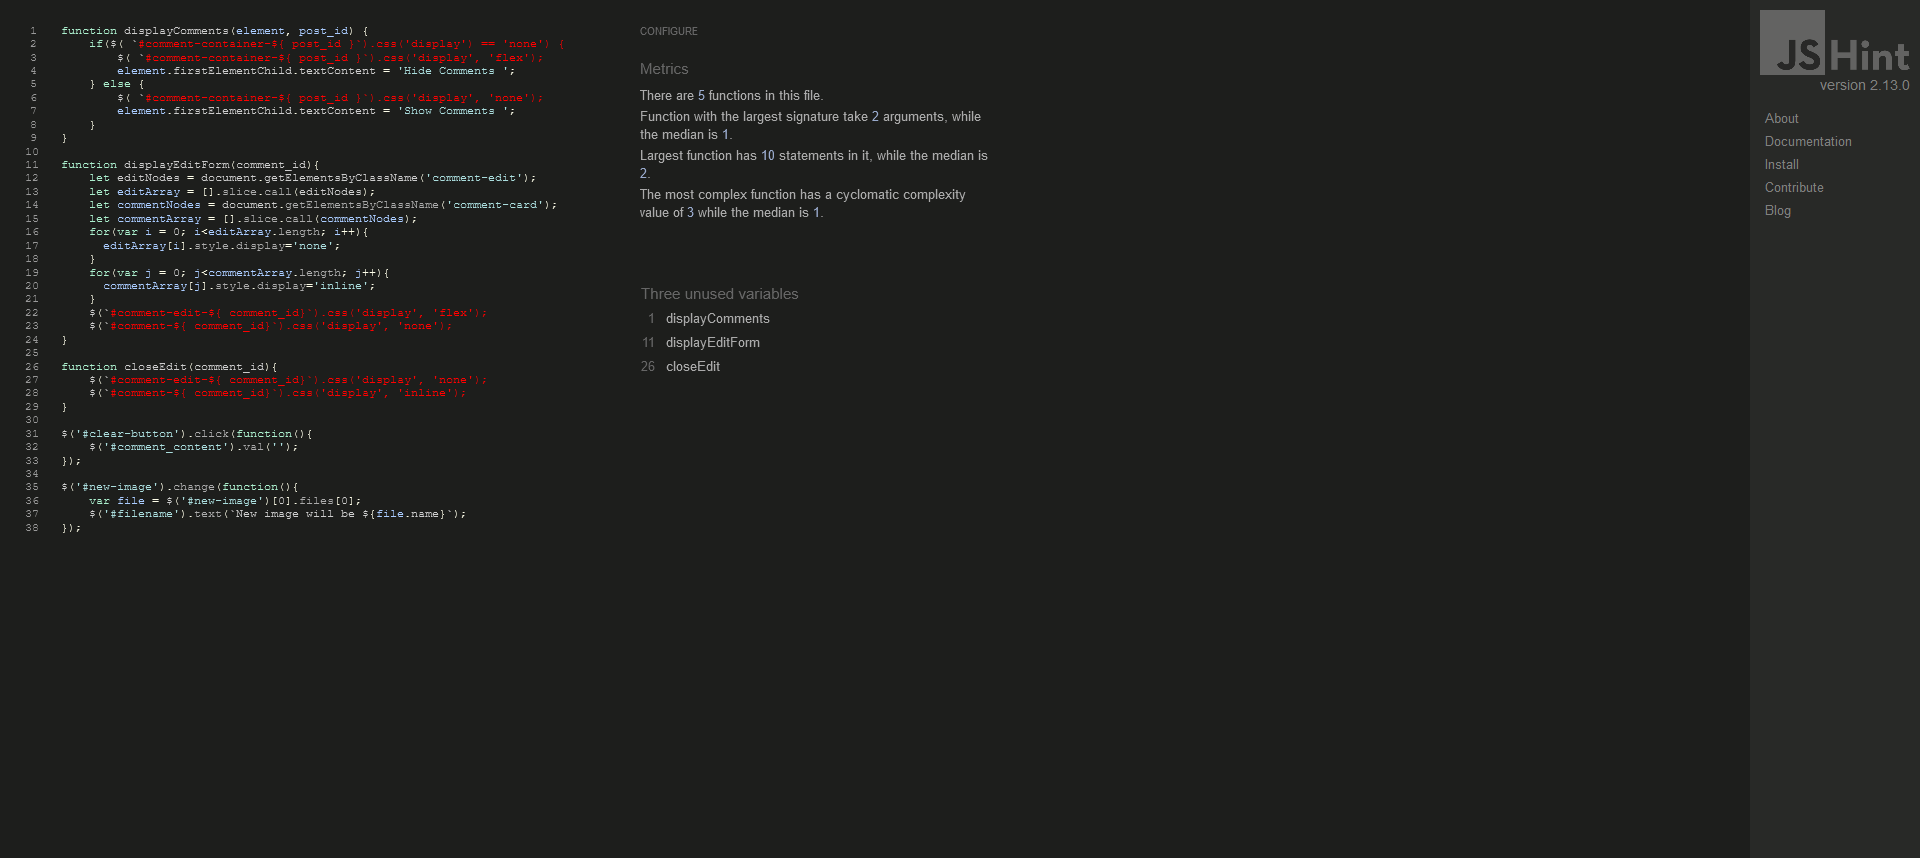 1 function displayComments(element, post_id) {
2 if($( `#comment-container-${ post_id }`).css('display') == 'none') {
3 $( `#comment-container-${ post_id }`).css('display', 'flex');
4 element.firstElementChild.textContent = 'Hide Comments ';
5 } else {
6 $( `#comment-container-${ post_id }`).css('display', 'none');
7 element.firstElementChild.textContent = 'Show Comments ';
8 }
9 }
10
11 function displayEditForm(comment_id){
12 let editNodes = document.getElementsByClassName('comment-edit');
13 let editArray = [].slice.call(editNodes);
14 let commentNodes = document.getElementsByClassName('comment-card');
15 let commentArray = [].slice.call(commentNodes);
16 for(var i = 0; i<editArray.length; i++){
17 editArray[i].style.display='none';
18 }
19 for(var j = 0; j<commentArray.length; j++){
20 commentArray[j].style.display='inline';
21 }
22 $(`#comment-edit-${ comment_id}`).css('display', 'flex');
23 $(`#comment-${ comment_id}`).css('display', 'none');
24 }
25
26 function closeEdit(comment_id){
27 $(`#comment-edit-${ comment_id}`).css('display', 'none');
28 $(`#comment-${ comment_id}`).css('display', 'inline');
29 }
30
31 $('#clear-button').click(function(){
32 $('#comment_content').val('');
33 });
34
35 $('#new-image').change(function(){
36 var file = $('#new-image')[0].files[0];
37 $('#filename').text(`New image will be ${file.name}`);
38 });
CONFIGURE
Metrics
There are 5 functions in this file.
Function with the largest signature take 2 arguments, while
the median is 1.
Largest function has 10 statements in it, while the median is
2.
The most complex function has a cyclomatic complexity
value of 3 while the median is 1.
Three unused variables
1 displayComments
11 displayEditForm
26 closeEdit
JSHint
version 2.13.0
About
Documentation
Install
Contribute
Blog